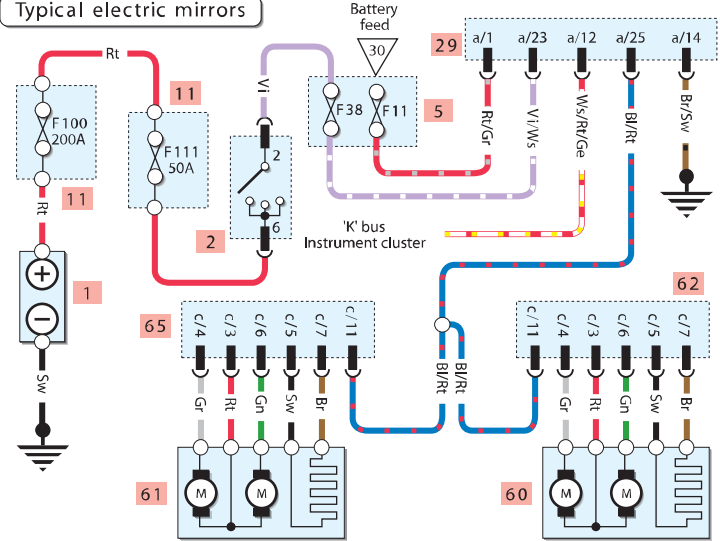 Typical electric mirrors
Battery
feed
30
29
a/1
a/23
a/12
a/25
a/14
Rt
11
11
F100
200A
F111
50A
Vi
F38
F11
5
2
6
2
Rt/Gr
Vi/Ws
Ws/Rt/Ge
Bl/Rt
Br/Sw
Rt
1
'K' bus
Instrument cluster
Sw
65
c/4
c/3
c/6
c/5
c/7
c/11
62
c/11
c/4
c/3
c/6
c/5
c/7
Gr
Rt
Gn
Sw
Br
Bl/Rt
Bl/Rt
Gr
Rt
Gn
Sw
Br
61
M
M
60
M
M